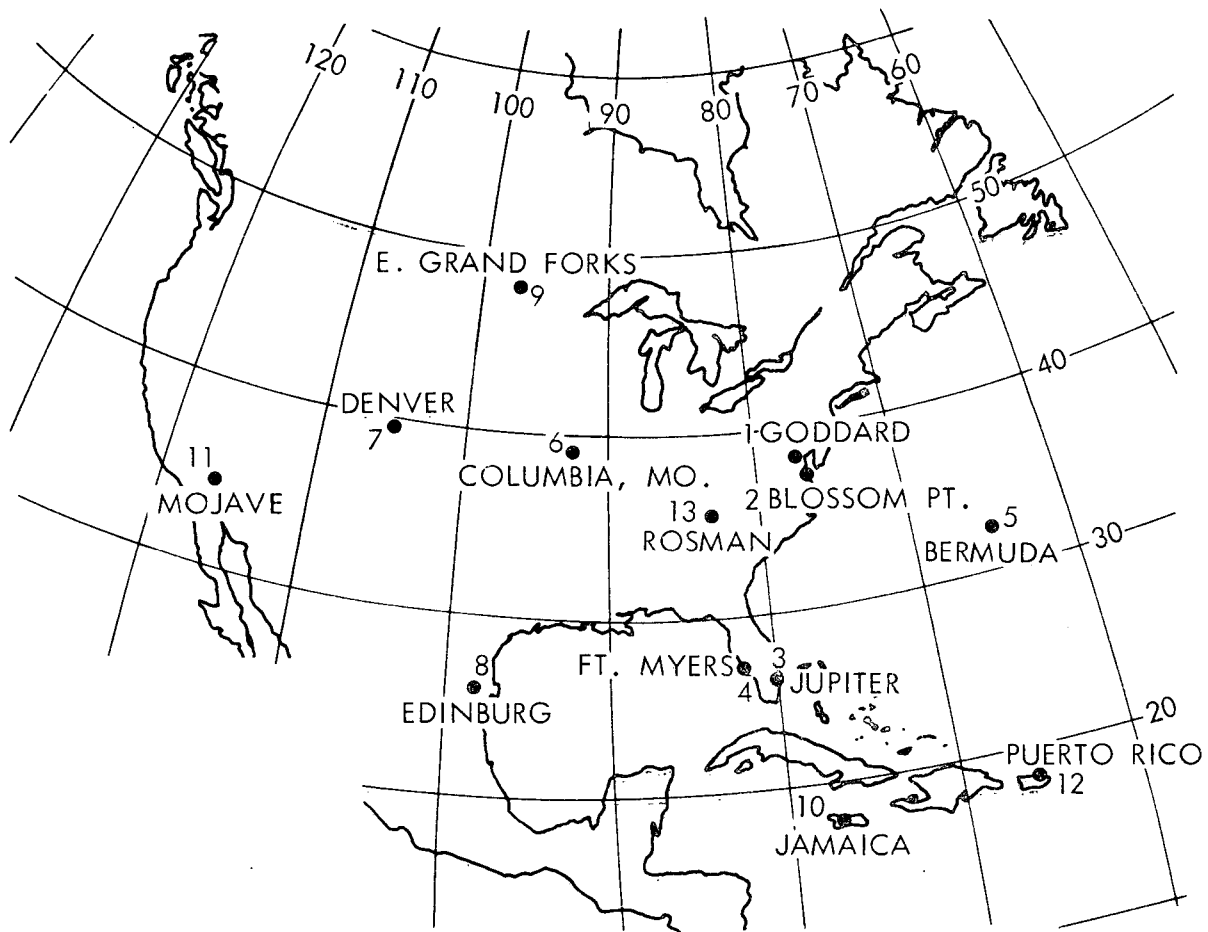 120
110
100
90
80
70
60
50
E. GRAND FORKS
9
40
DENVER
7
1 GODDARD
6
COLUMBIA, MO.
11
MOJAVE
2 BLOSSOM PT.
13
ROSMAN
5
BERMUDA
30
FT. MYERS
4
3
JUPITER
8
EDINBURG
20
PUERTO RICO
12
10
JAMAICA